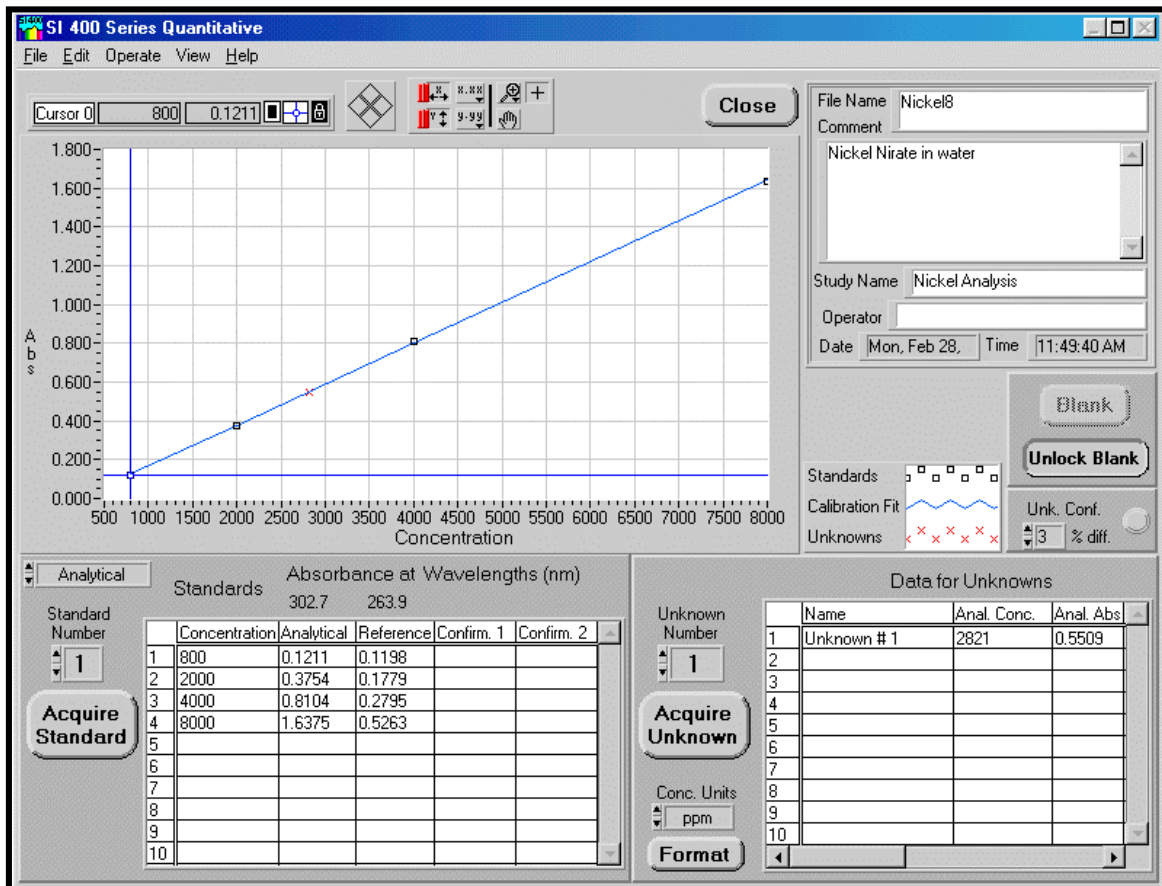 SI 400 Series Quantitative
File Edit Operate View Help
Cursor 0 800 0.1211
X.XX
Y.YY
Close
File Name Nickel8
Comment
Nickel Nirate in water
Study Name Nickel Analysis
Operator
Date Mon, Feb 28, Time 11:49:40 AM
1.800
1.600
1.400
1.200
1.000
0.800
0.600
0.400
0.200
0.000
Abs
500 1000 1500 2000 2500 3000 3500 4000 4500 5000 5500 6000 6500 7000 7500 8000
Concentration
Blank
Unlock Blank
Standards
Calibration Fit
Unknowns
Unk. Conf.
3 % diff.
Analytical
Standards
Absorbance at Wavelengths (nm)
302.7 263.9
Standard
Number
1
Acquire
Standard
Concentration Analytical Reference Confirm. 1 Confirm. 2
1 800 0.1211 0.1198
2 2000 0.3754 0.1779
3 4000 0.8104 0.2795
4 8000 1.6375 0.5263
5
6
7
8
9
10
Data for Unknowns
Unknown
Number
1
Acquire
Unknown
Conc. Units
ppm
Format
Name Anal. Conc. Anal. Abs
1 Unknown # 1 2821 0.5509
2
3
4
5
6
7
8
9
10